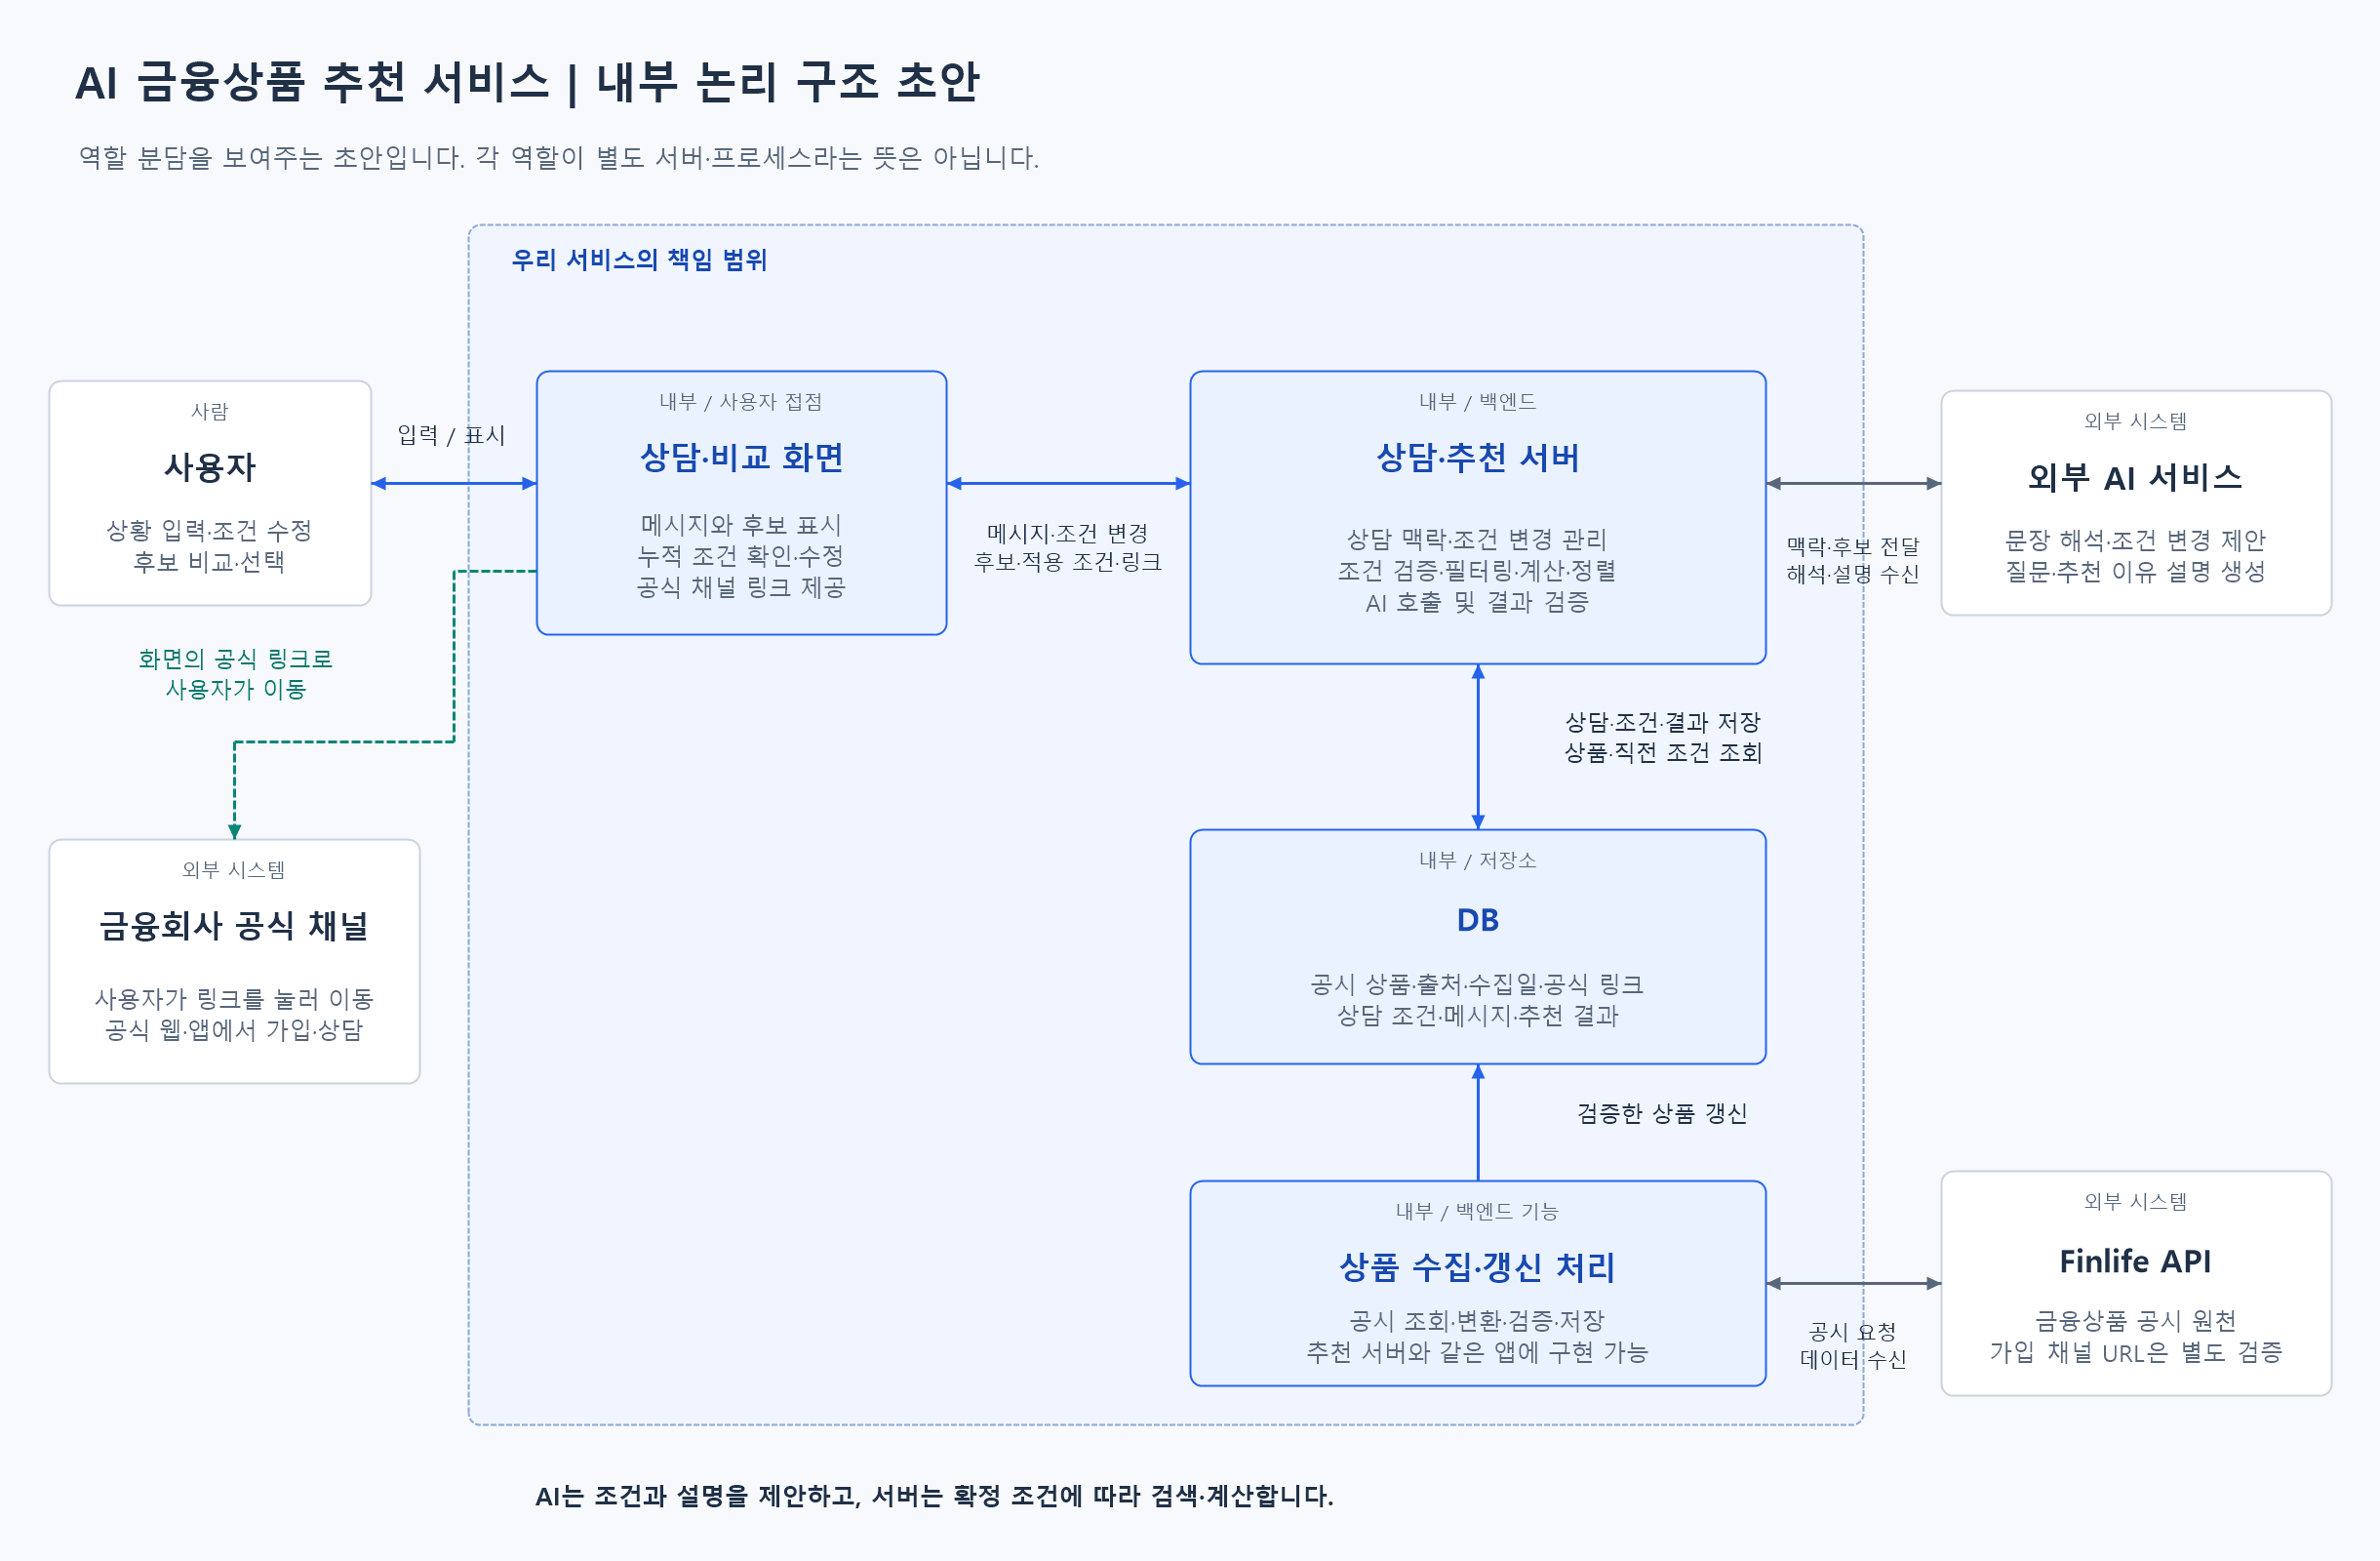 AI 금융상품 추천 서비스 | 내부 논리 구조 초안
역할 분담을 보여주는 초안입니다. 각 역할이 별도 서버·프로세스라는 뜻은 아닙니다.
우리 서비스의 책임 범위
사람
사용자
상황 입력·조건 수정
후보 비교·선택
입력 / 표시
내부 / 사용자 접점
상담·비교 화면
메시지와 후보 표시
누적 조건 확인·수정
공식 채널 링크 제공
메시지·조건 변경
후보·적용 조건·링크
내부 / 백엔드
상담·추천 서버
상담 맥락·조건 변경 관리
조건 검증·필터링·계산·정렬
AI 호출 및 결과 검증
맥락·후보 전달
해석·설명 수신
외부 시스템
외부 AI 서비스
문장 해석·조건 변경 제안
질문·추천 이유 설명 생성
화면의 공식 링크로
사용자가 이동
상담·조건·결과 저장
상품·직전 조건 조회
외부 시스템
금융회사 공식 채널
사용자가 링크를 눌러 이동
공식 웹·앱에서 가입·상담
내부 / 저장소
DB
공시 상품·출처·수집일·공식 링크
상담 조건·메시지·추천 결과
검증한 상품 갱신
내부 / 백엔드 기능
상품 수집·갱신 처리
공시 조회·변환·검증·저장
추천 서버와 같은 앱에 구현 가능
공시 요청
데이터 수신
외부 시스템
Finlife API
금융상품 공시 원천
가입 채널 URL은 별도 검증
AI는 조건과 설명을 제안하고, 서버는 확정 조건에 따라 검색·계산합니다.